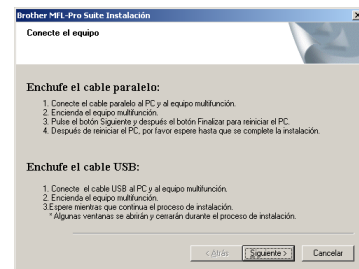 Brother MFL-Pro Suite Instalación
Conecte el equipo
Enchufe el cable paralelo:
1. Conecte el cable paralelo al PC y al equipo multifunción.
2. Encienda el equipo multifunción.
3. Pulse el botón Siguiente y después el botón Finalizar para reiniciar el PC.
4. Después de reiniciar el PC, por favor espere hasta que se complete la instalación.
Enchufe el cable USB:
1. Conecte el cable USB al PC y al equipo multifunción.
2. Encienda el equipo multifunción.
3.Espere mientras que continua el proceso de instalación.
* Algunas ventanas se abrirán y cerrarán durante el proceso de instalación.
< Atrás Siguiente > Cancelar